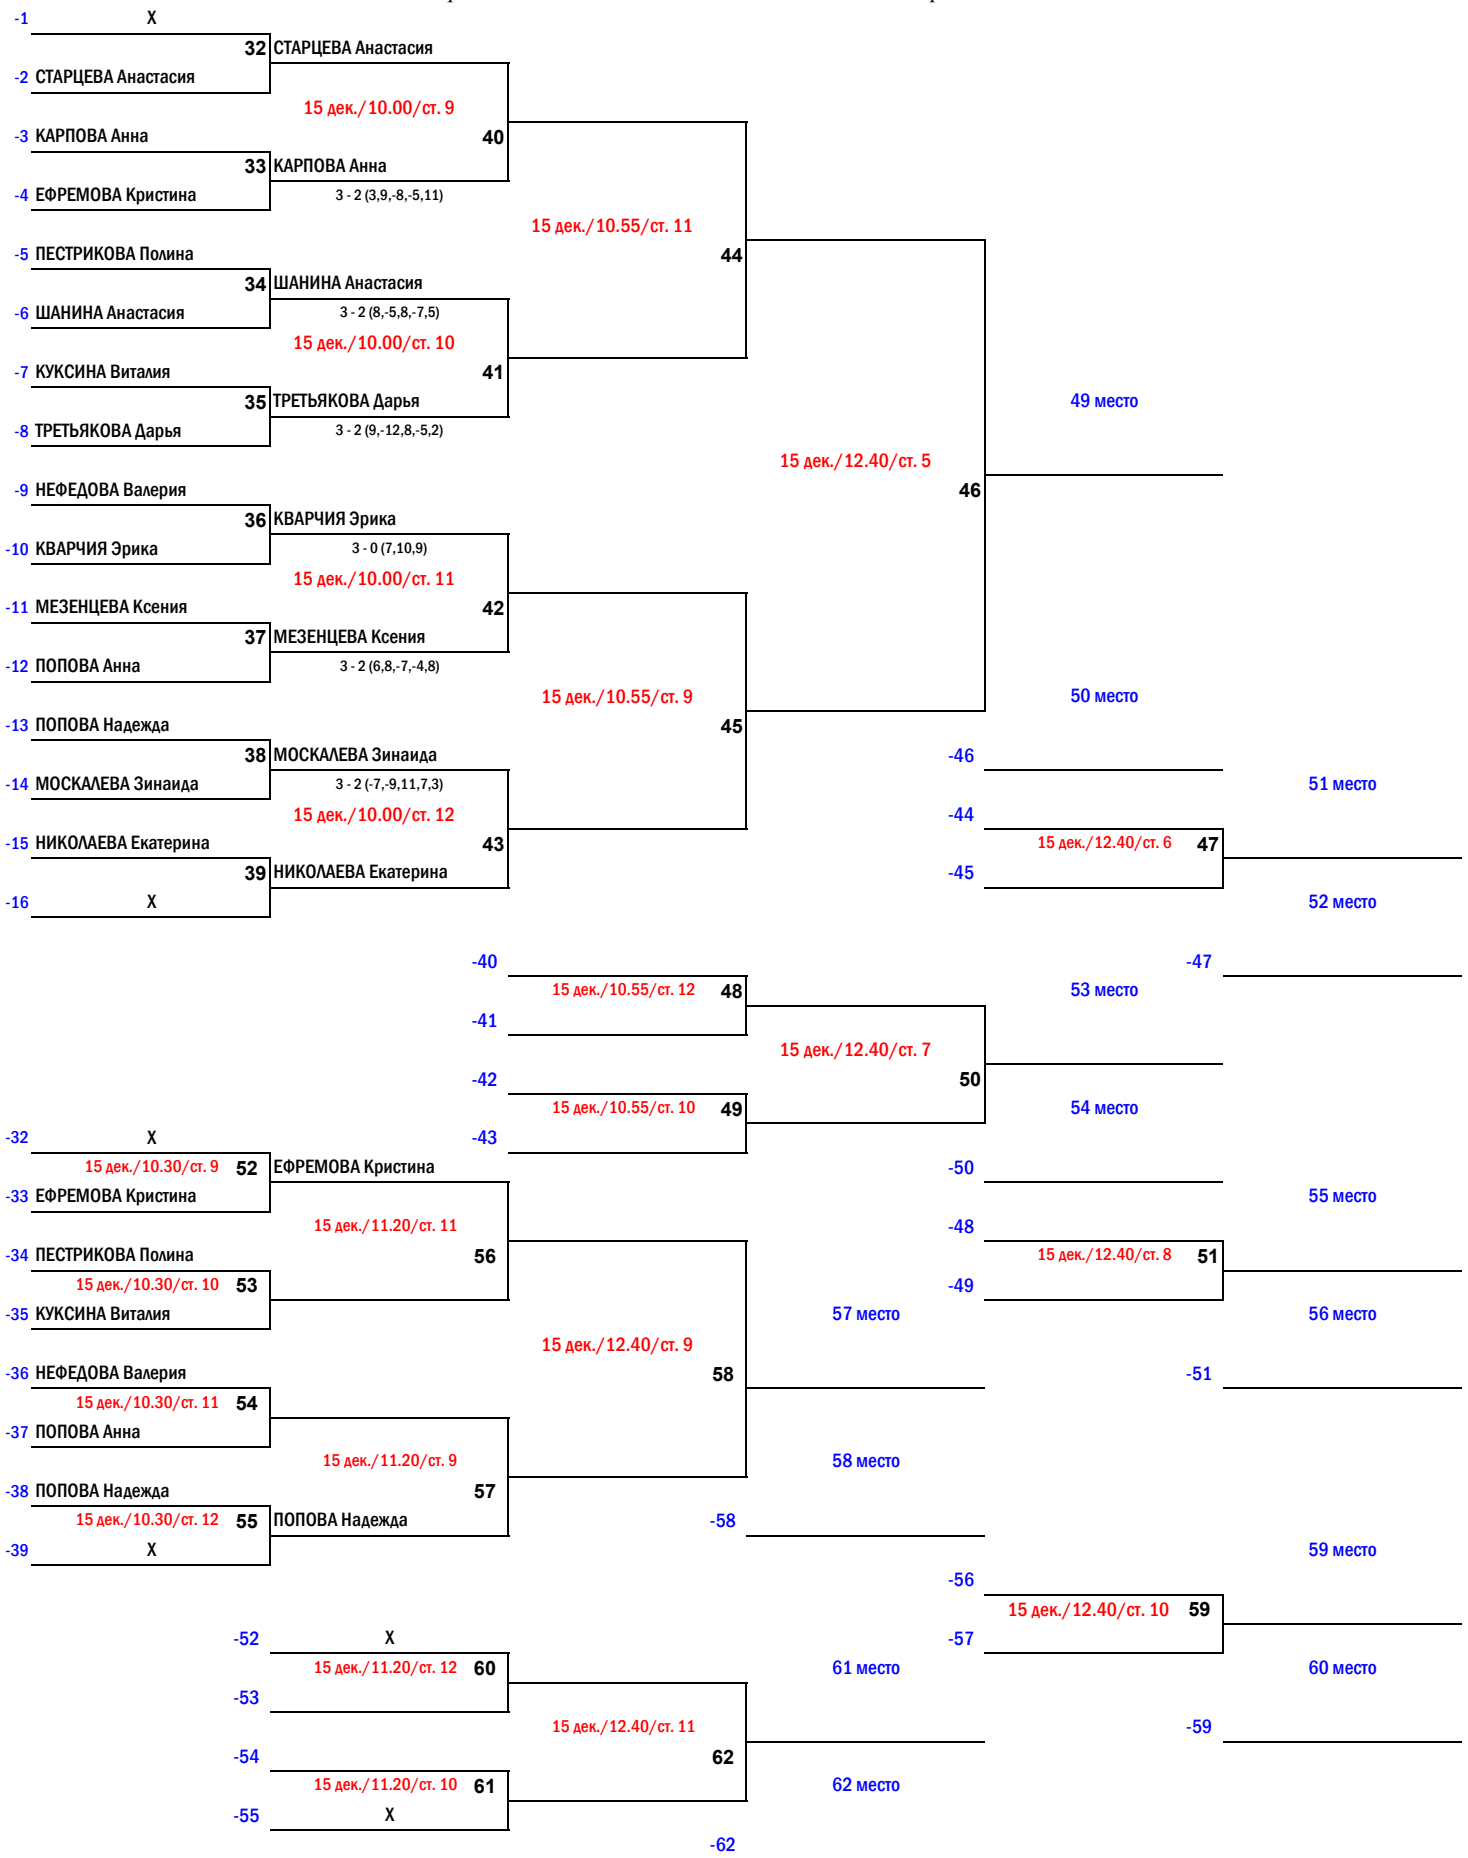 -1 X
32 СТАРЦЕВА Анастасия
-2 СТАРЦЕВА Анастасия
15 дек./10.00/ст. 9
-3 КАРПОВА Анна
40
33 КАРПОВА Анна
-4 ЕФРЕМОВА Кристина
3 - 2 (3,9,-8,-5,11)
15 дек./10.55/ст. 11
-5 ПЕСТРИКОВА Полина
44
34 ШАНИНА Анастасия
-6 ШАНИНА Анастасия
3 - 2 (8,-5,8,-7,5)
15 дек./10.00/ст. 10
-7 КУКСИНА Виталия
41
35 ТРЕТЬЯКОВА Дарья
49 место
-8 ТРЕТЬЯКОВА Дарья
3 - 2 (9,-12,8,-5,2)
15 дек./12.40/ст. 5
-9 НЕФЕДОВА Валерия
46
36 КВАРЧИЯ Эрика
-10 КВАРЧИЯ Эрика
3 - 0 (7,10,9)
15 дек./10.00/ст. 11
-11 МЕЗЕНЦЕВА Ксения
42
37 МЕЗЕНЦЕВА Ксения
-12 ПОПОВА Анна
3 - 2 (6,8,-7,-4,8)
15 дек./10.55/ст. 9
50 место
-13 ПОПОВА Надежда
45
38 МОСКАЛЕВА Зинаида
-46
-14 МОСКАЛЕВА Зинаида
3 - 2 (-7,-9,11,7,3)
51 место
15 дек./10.00/ст. 12
-44
-15 НИКОЛАЕВА Екатерина
43
15 дек./12.40/ст. 6 47
39 НИКОЛАЕВА Екатерина
-45
-16 X
52 место
-40
-47
15 дек./10.55/ст. 12 48
53 место
-41
15 дек./12.40/ст. 7
-42
50
15 дек./10.55/ст. 10 49
54 место
-32 X
-43
15 дек./10.30/ст. 9 52 ЕФРЕМОВА Кристина
-50
-33 ЕФРЕМОВА Кристина
55 место
15 дек./11.20/ст. 11
-48
-34 ПЕСТРИКОВА Полина
56
15 дек./12.40/ст. 8 51
15 дек./10.30/ст. 10 53
-49
-35 КУКСИНА Виталия
57 место
56 место
15 дек./12.40/ст. 9
-36 НЕФЕДОВА Валерия
58
-51
15 дек./10.30/ст. 11 54
-37 ПОПОВА Анна
15 дек./11.20/ст. 9
58 место
-38 ПОПОВА Надежда
57
15 дек./10.30/ст. 12 55 ПОПОВА Надежда
-58
-39 X
59 место
-56
15 дек./12.40/ст. 10 59
-52 X
-57
15 дек./11.20/ст. 12 60
61 место
60 место
-53
15 дек./12.40/ст. 11
-59
-54
62
15 дек./11.20/ст. 10 61
62 место
-55 X
-62